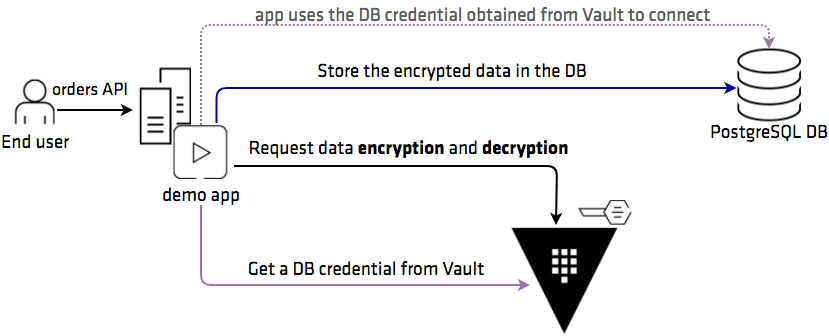 app uses the DB credential obtained from Vault to connect
Store the encrypted data in the DB
orders API
End user
PostgreSQL DB
Request data encryption and decryption
demo app
Get a DB credential from Vault